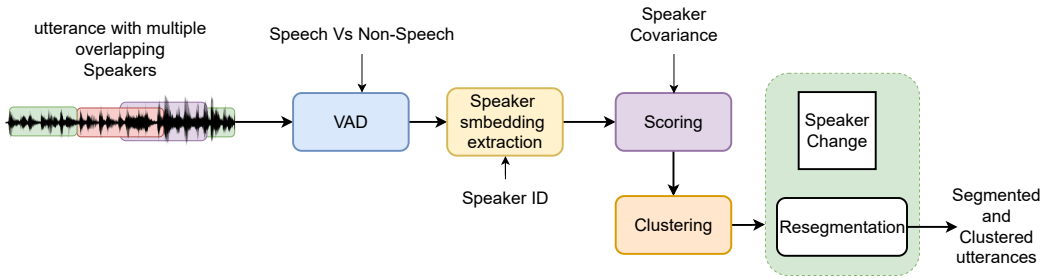 utterance with multiple
overlapping
Speakers
Speech Vs Non-Speech
VAD
Speaker
smbedding
extraction
Speaker ID
Speaker
Covariance
Scoring
Clustering
Speaker
Change
Resegmentation
Segmented
and
Clustered
utterances